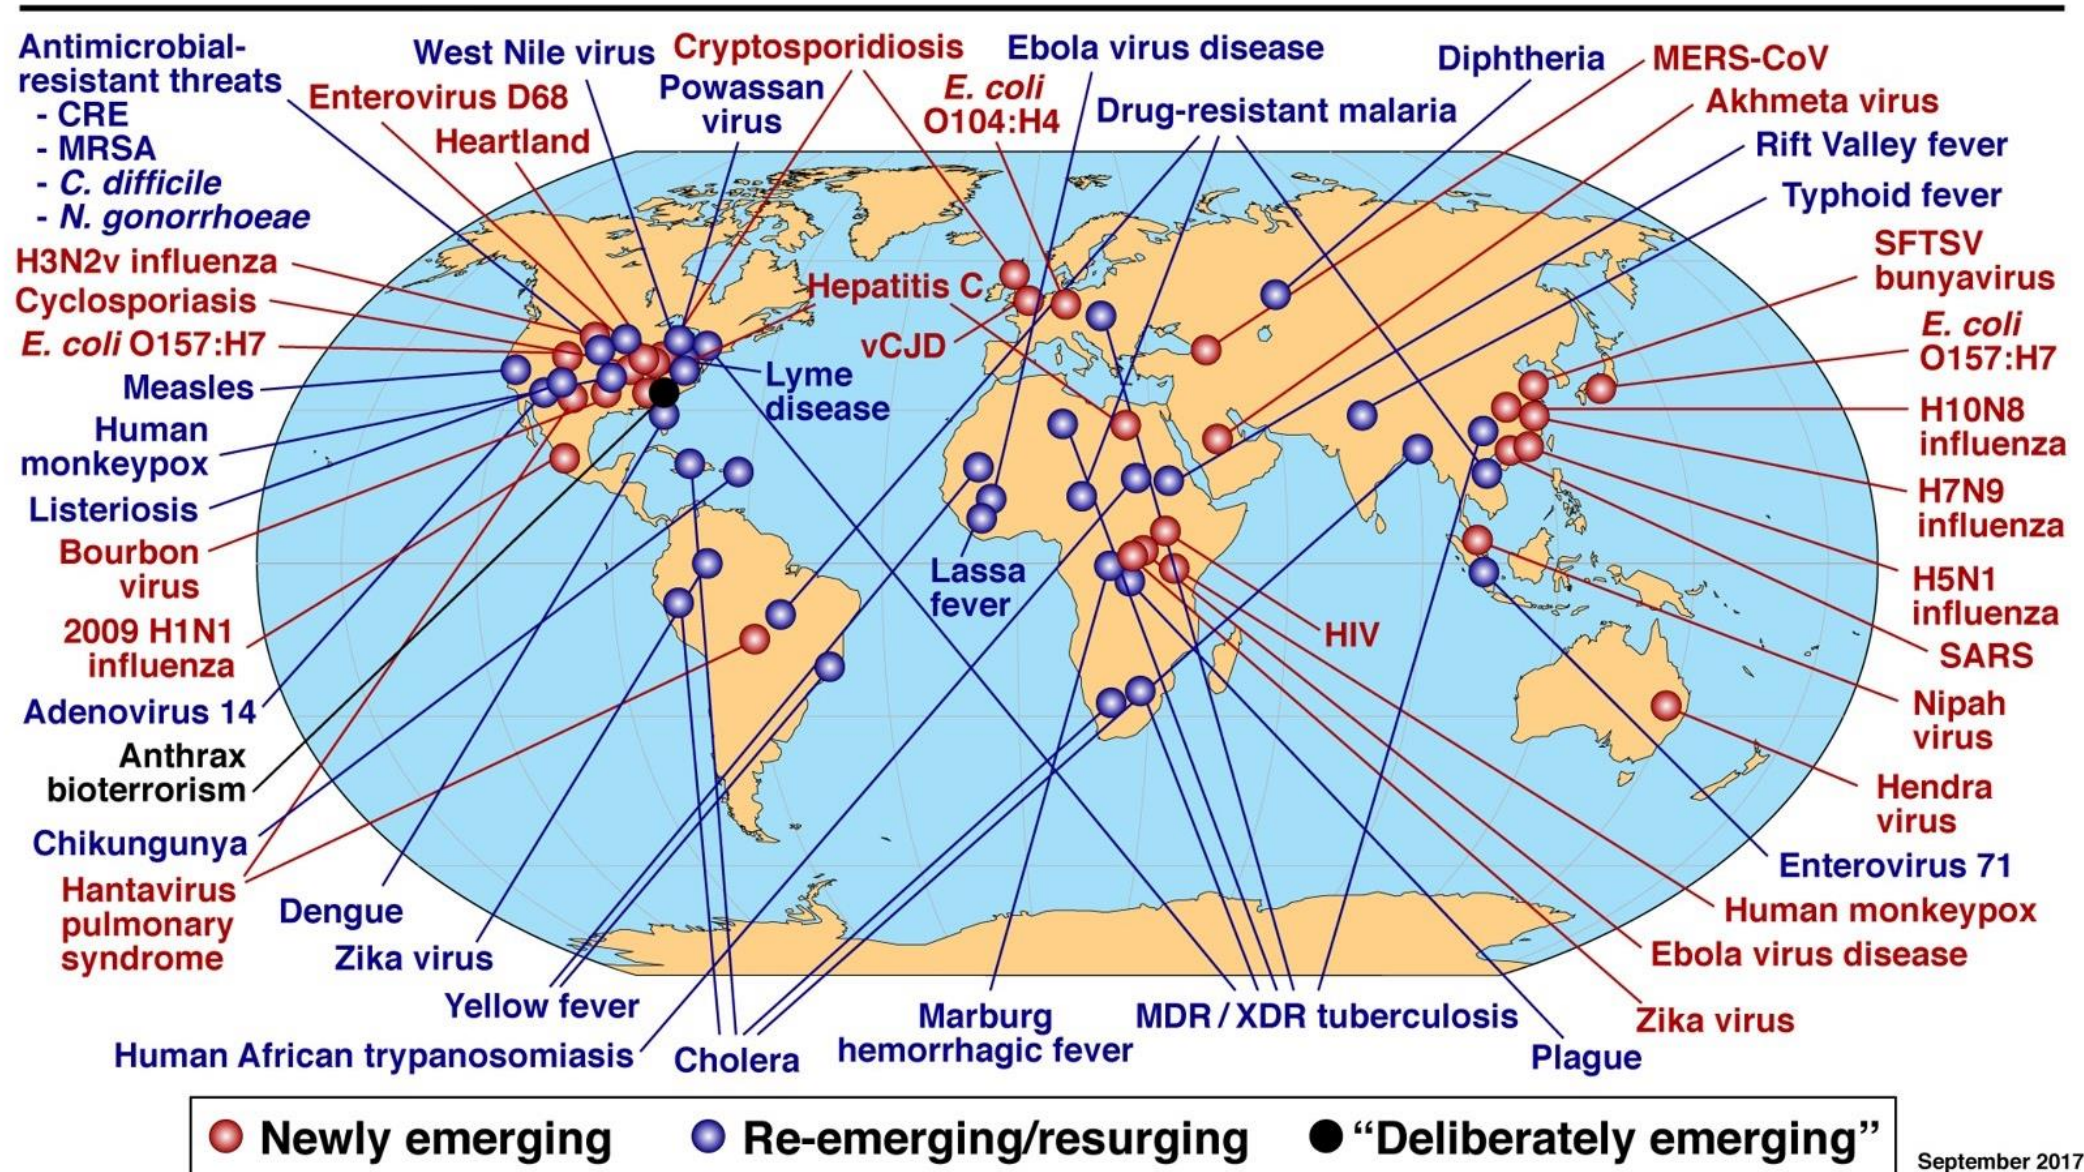 Antimicrobial-
resistant threats
- CRE
- MRSA
- C. difficile
- N. gonorrhoeae
West Nile virus
Enterovirus D68
Heartland
Powassan
virus
Cryptosporidiosis
E. coli
O104:H4
Ebola virus disease
Drug-resistant malaria
Diphtheria
MERS-CoV
Akhmeta virus
Rift Valley fever
Typhoid fever
SFTSV
bunyavirus
E. coli
O157:H7
H10N8
influenza
H7N9
influenza
H5N1
influenza
SARS
Nipah
virus
Hendra
virus
Enterovirus 71
Human monkeypox
Ebola virus disease
Zika virus
Plague
H3N2v influenza
Cyclosporiasis
E. coli O157:H7
Measles
Human
monkeypox
Listeriosis
Bourbon
virus
2009 H1N1
influenza
Adenovirus 14
Anthrax
bioterrorism
Chikungunya
Hantavirus
pulmonary
syndrome
Dengue
Zika virus
Yellow fever
Human African trypanosomiasis
Cholera
Marburg
hemorrhagic fever
MDR / XDR tuberculosis
Hepatitis C
vCJD
Lyme
disease
Lassa
fever
HIV
Newly emerging
Re-emerging/resurging
“Deliberately emerging”
September 2017